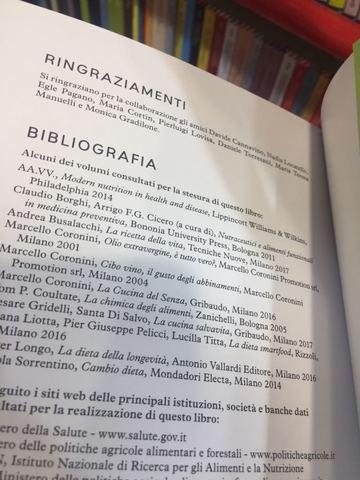 RINGRAZIAMENTI
Si ringraziano per la collaborazione gli amici Davide Cannavino, Nadia Locatelli,
Egle Pagano, Maria Cortin, Pierluigi Lovisa, Daniele Torresani, Maria Teresa
Manuelli e Monica Gradilone.
BIBLIOGRAFIA
Alcuni dei volumi consultati per la stesura di questo libro:
AA.VV., Modern nutrition in health and disease, Lippincott Williams & Wilkins,
Philadelphia 2014
Claudio Borghi, Arrigo F.G. Cicero (a cura di), Nutraceutici e alimenti funzionali
in medicina preventiva, Bononia University Press, Bologna 2011
Andrea Busalacchi, La ricetta della vita, Tecniche Nuove, Milano 2017
Marcello Coronini, Olio extravergine, è tutto vero?, Marcello Coronini Promotion srl,
Milano 2001
Marcello Coronini, Cibo vino, il gusto degli abbinamenti, Marcello Coronini
Promotion srl, Milano 2004
Marcello Coronini, La Cucina del Senza, Gribaudo, Milano 2016
om P. Coultate, La chimica degli alimenti, Zanichelli, Bologna 2005
esare Gridelli, Santa Di Salvo, La cucina salvavita, Gribaudo, Milano 2017
iana Liotta, Pier Giuseppe Pelicci, Lucilla Titta, La dieta smartfood, Rizzoli,
Milano 2016
ter Longo, La dieta della longevità, Antonio Vallardi Editore, Milano 2016
ola Sorrentino, Cambio dieta, Mondadori Electa, Milano 2014
guito i siti web delle principali istituzioni, società e banche dati
ultati per la realizzazione di questo libro:
ero della Salute - www.salute.gov.it
ero delle politiche agricole alimentari e forestali - www.politicheagricole.it
N, Istituto Nazionale di Ricerca per gli Alimenti e la Nutrizione